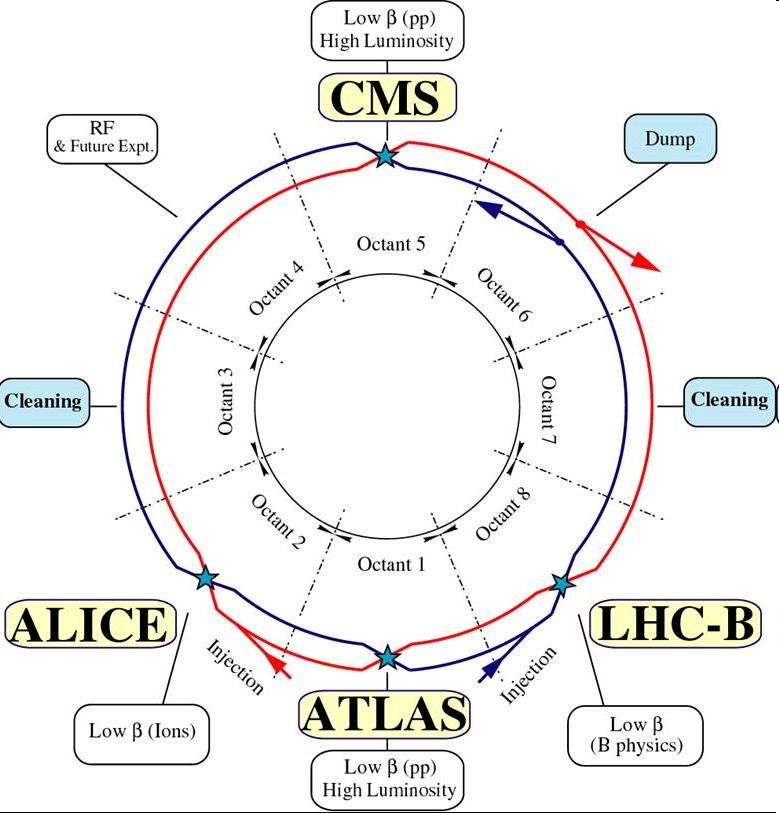 Low β (pp)
High Luminosity
CMS
RF
& Future Expt.
Dump
Octant 5
Octant 4
Octant 6
Cleaning
Octant 3
Octant 7
Cleaning
Octant 2
Octant 8
Octant 1
ALICE
LHC-B
Injection
Injection
ATLAS
Low β (Ions)
Low β
(B physics)
Low β (pp)
High Luminosity